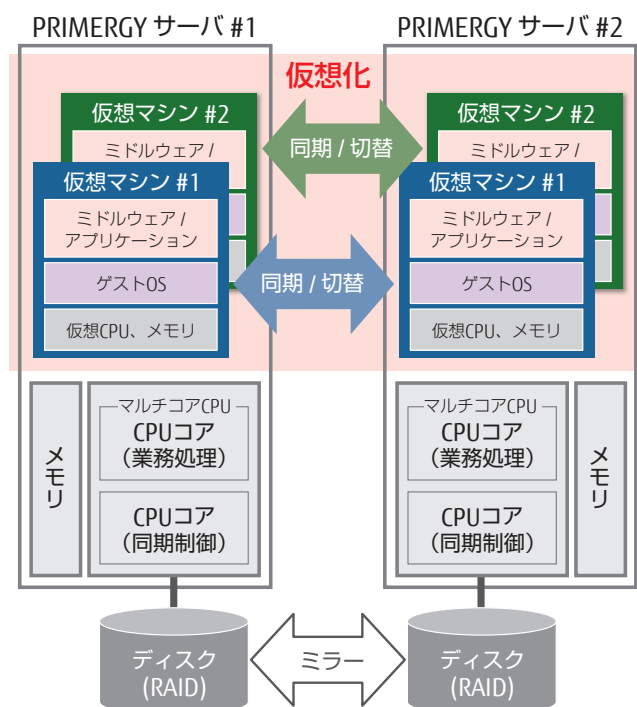 PRIMERGY サーバ #1
PRIMERGY サーバ #2
仮想化
仮想マシン #2
ミドルウェア /
仮想マシン #1
ミドルウェア /
アプリケーション
ゲストOS
仮想CPU、メモリ
同期 / 切替
同期 / 切替
仮想マシン #2
ミドルウェア /
仮想マシン #1
ミドルウェア /
アプリケーション
ゲストOS
仮想CPU、メモリ
メモリ
マルチコアCPU
CPUコア
(業務処理)
CPUコア
(同期制御)
マルチコアCPU
CPUコア
(業務処理)
CPUコア
(同期制御)
メモリ
ディスク
(RAID)
ミラー
ディスク
(RAID)